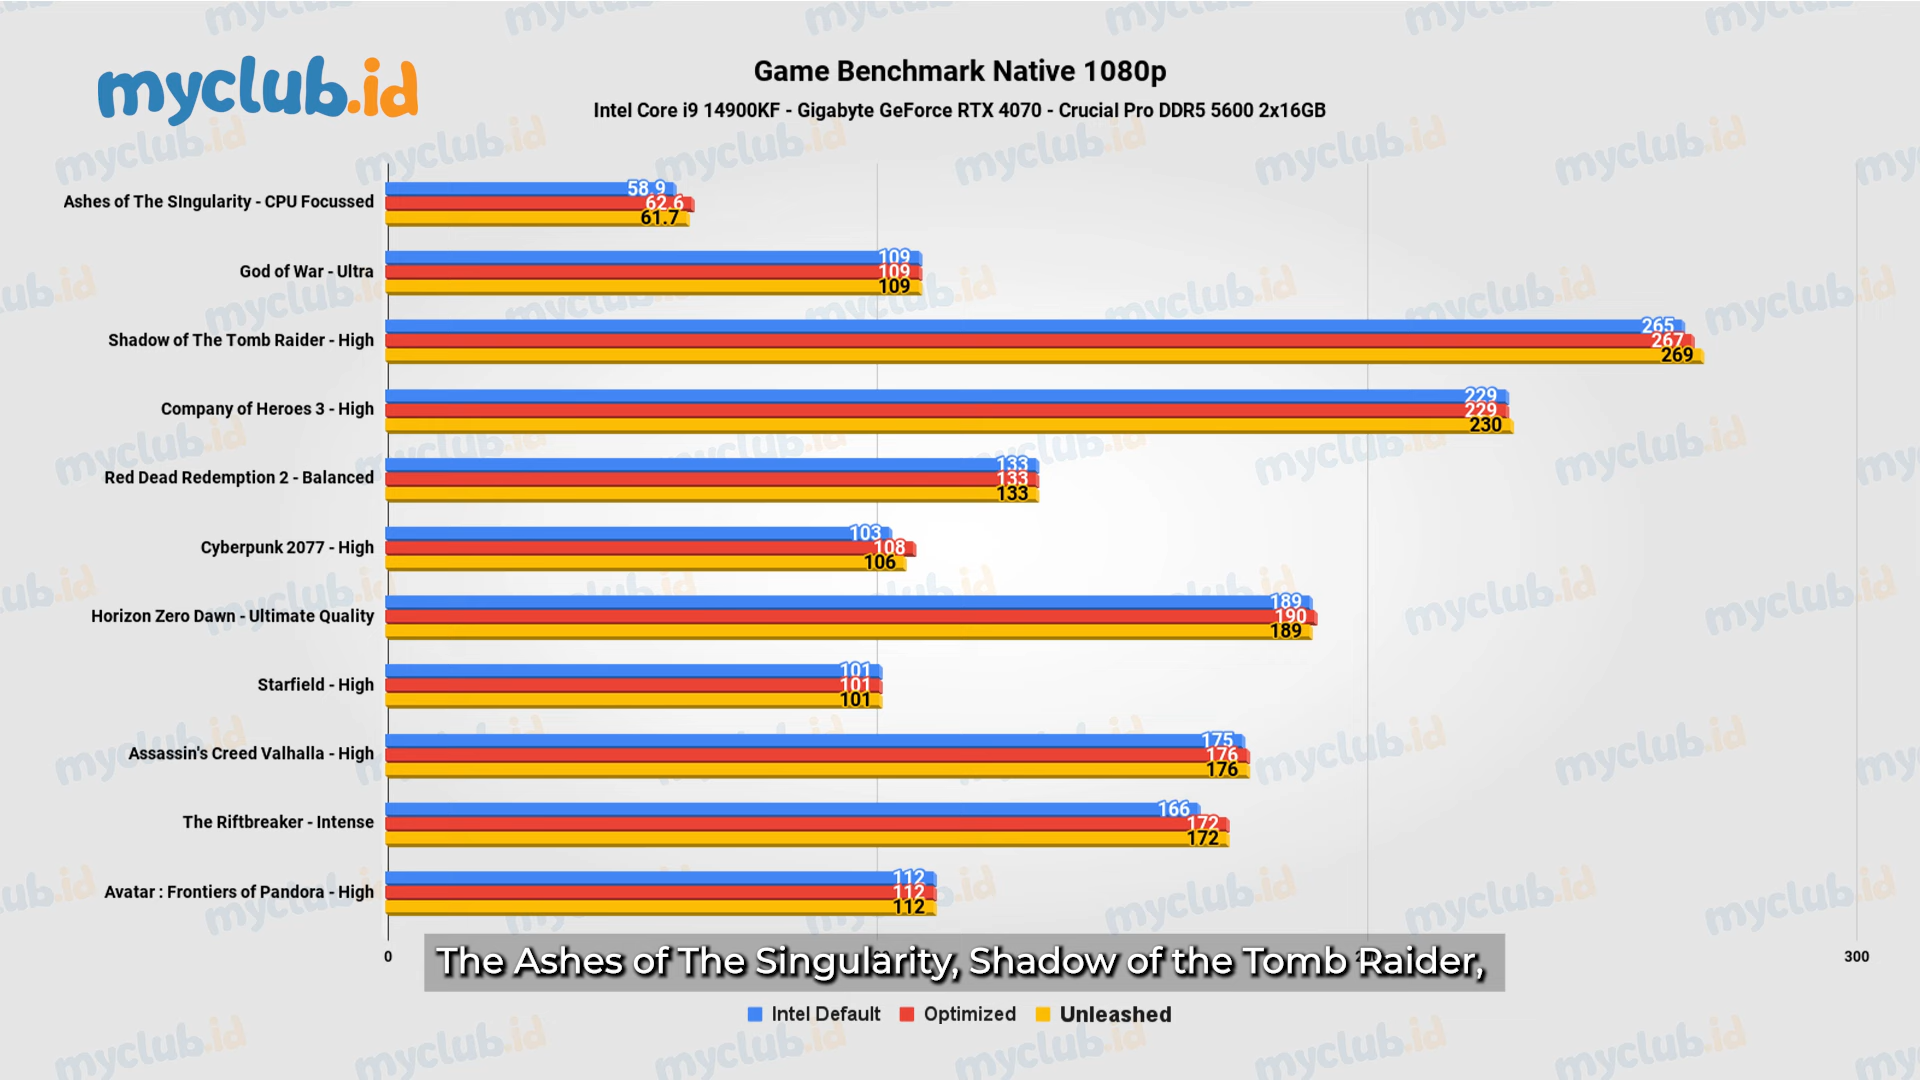 myclub.id
Game Benchmark Native 1080p
Intel Core i9 14900KF - Gigabyte GeForce RTX 4070 - Crucial Pro DDR5 5600 2x16GB
Ashes of The SIngularity - CPU Focussed
58.9
62.6
61.7
God of War - Ultra
109
109
109
Shadow of The Tomb Raider - High
265
267
269
Company of Heroes 3 - High
229
229
230
Red Dead Redemption 2 - Balanced
133
133
133
Cyberpunk 2077 - High
103
108
106
Horizon Zero Dawn - Ultimate Quality
189
190
189
Starfield - High
101
101
101
Assassin's Creed Valhalla - High
175
176
176
The Riftbreaker - Intense
166
172
172
Avatar : Frontiers of Pandora - High
112
112
112
0 300
The Ashes of The Singularity, Shadow of the Tomb Raider,
Intel Default Optimized Unleashed